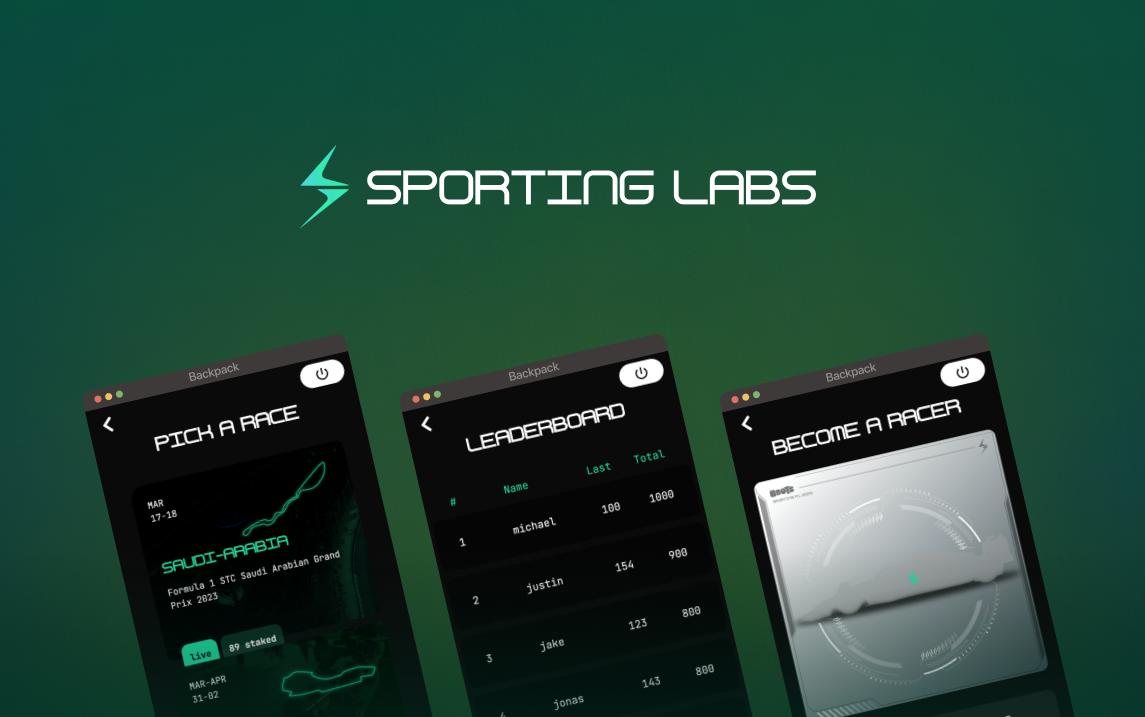 SPORTING LABS
Backpack
PICK A RACE
MAR
17-18
SAUDI-ARABIA
Formula 1 STC Saudi Arabian Grand
Prix 2023
live
89 staked
MAR-APR
31-02
Backpack
LEADERBOARD
# Name Last Total
1 michael 100 1000
2 justin 154 900
3 jake 123 800
jonas 143 800
Backpack
BECOME A RACER